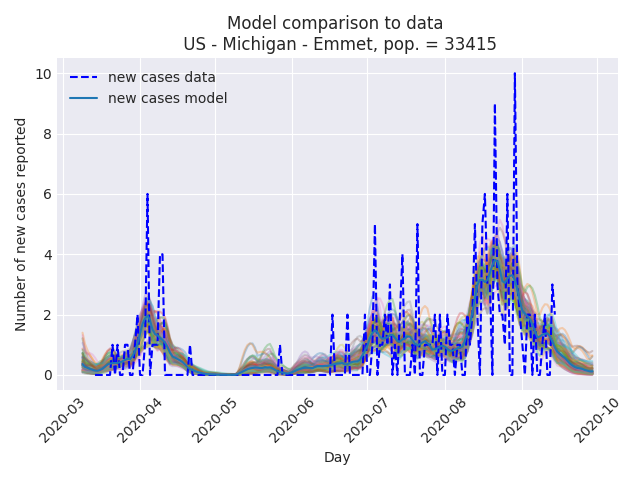 Model comparison to data
US - Michigan - Emmet, pop. = 33415
new cases data
new cases model
Number of new cases reported
10
8
6
4
2
0
2020-03
2020-04
2020-05
2020-06
2020-07
2020-08
2020-09
2020-10
Day